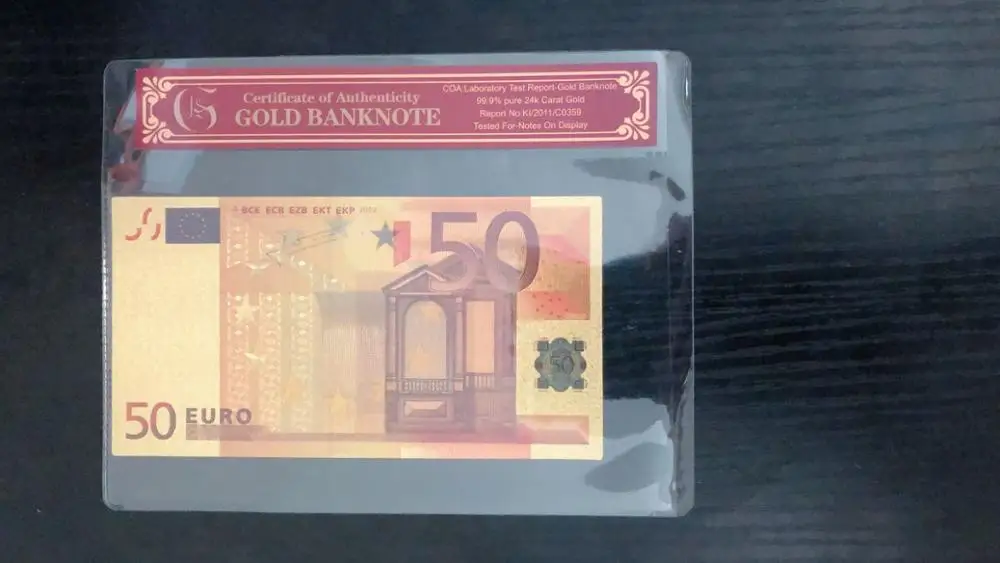 Certificate of Authenticity
GOLD BANKNOTE
COA:Laboratory Test Report-Gold Banknote
99.9% pure 24k Carat Gold
Report No KI/2011/C0359
Tested For-Notes On Display
BCE ECB EZB EKT EKP
50
50
50 EURO